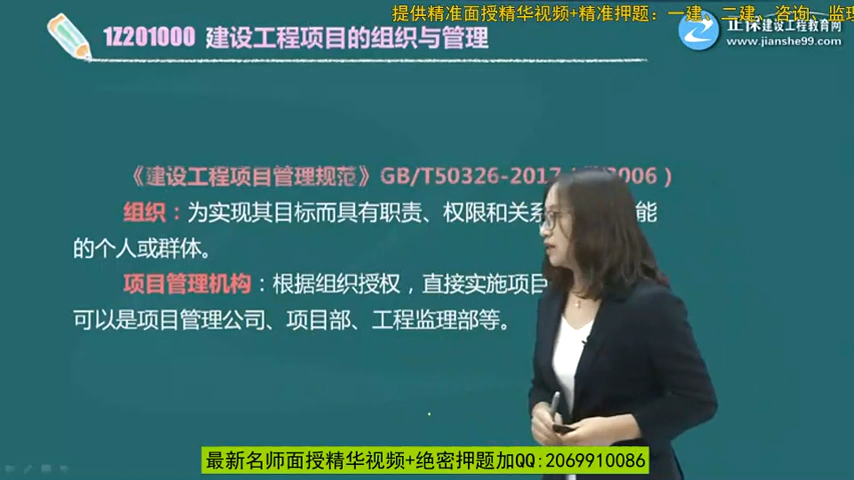 提供精准面授精华视频+精准押题：一建、二建、咨询、监理
1Z201000 建设工程项目的组织与管理
正保建设工程教育网
www.jianshe99.com
《建设工程项目管理规范》GB/T50326-2017（ 2006）
组织：为实现其目标而具有职责、权限和关系 能
的个人或群体。
项目管理机构：根据组织授权，直接实施项目
可以是项目管理公司、项目部、工程监理部等。
最新名师面授精华视频+绝密押题加QQ:2069910086